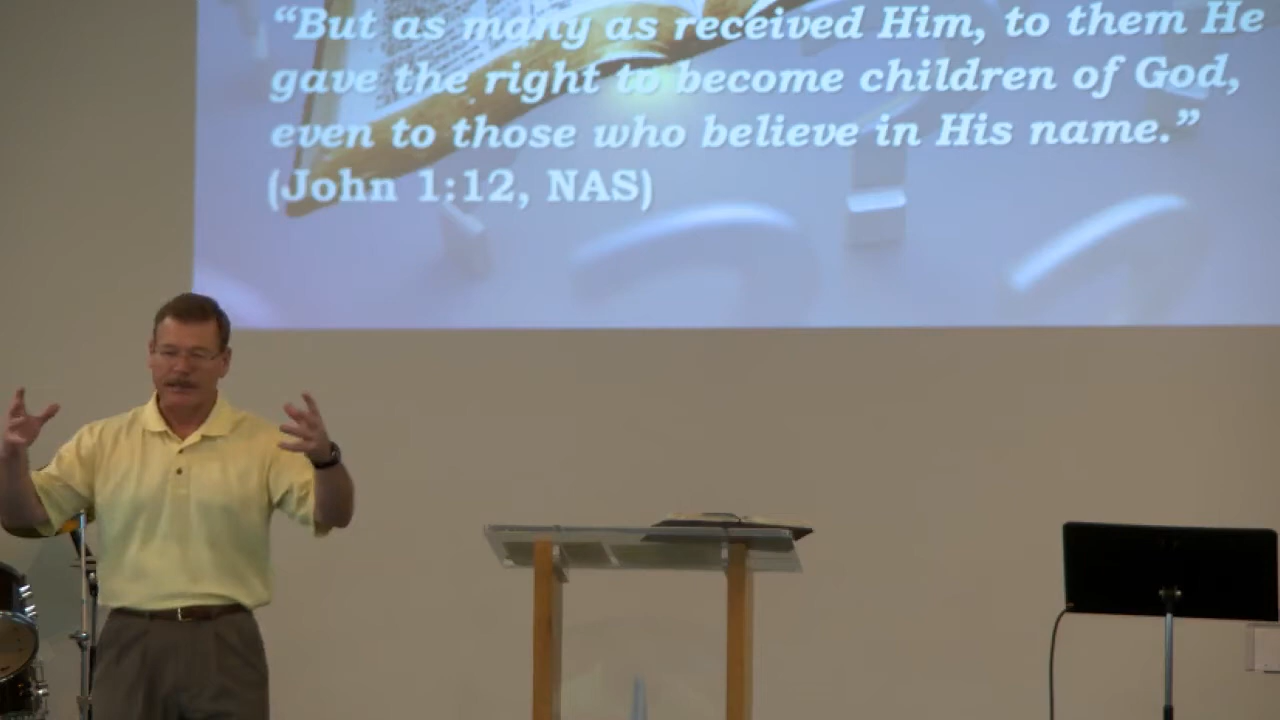 “But as many as received Him, to them He
gave the right to become children of God,
even to those who believe in His name.”
(John 1:12, NAS)